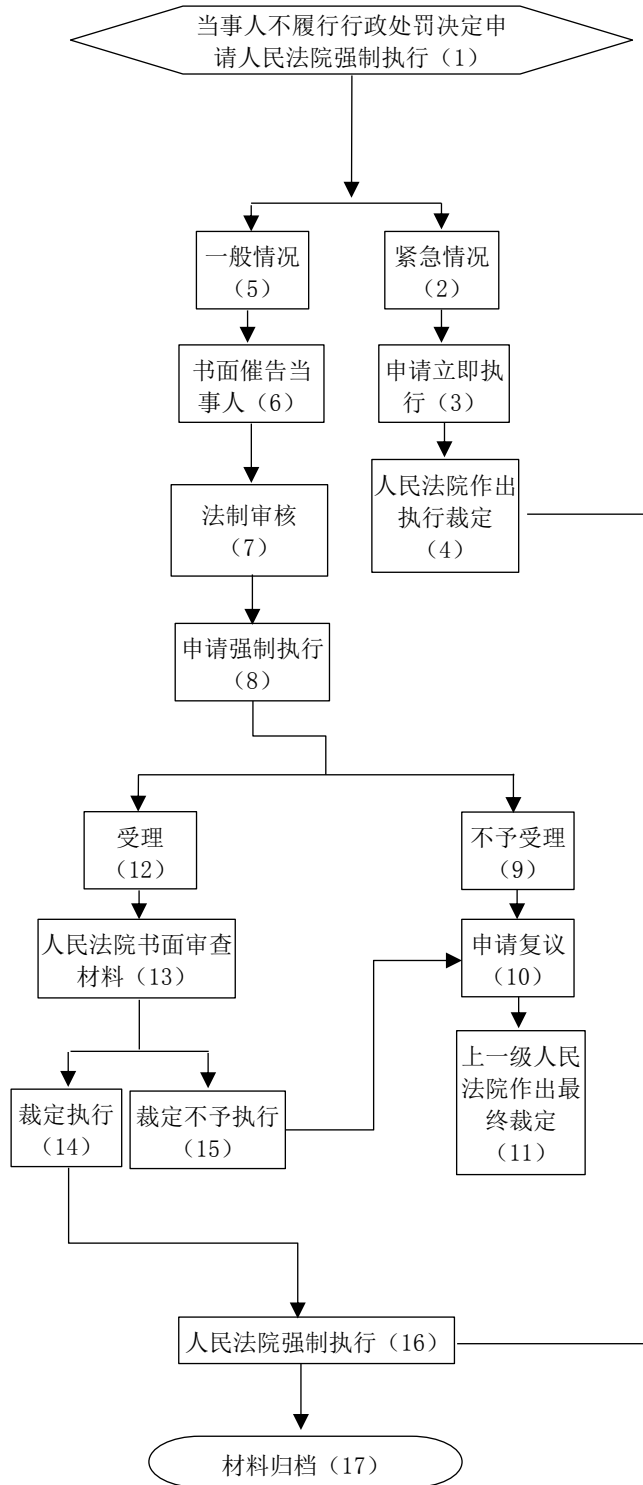 当事人不履行行政处罚决定申
请人民法院强制执行（1）
一般情况
（5）
紧急情况
（2）
书面催告当
事人（6）
申请立即执
行（3）
法制审核
（7）
人民法院作出
执行裁定
（4）
申请强制执行
（8）
受理
（12）
不予受理
（9）
人民法院书面审查
材料（13）
申请复议
（10）
裁定执行
（14）
裁定不予执行
（15）
上一级人民
法院作出最
终裁定
（11）
人民法院强制执行（16）
材料归档（17）